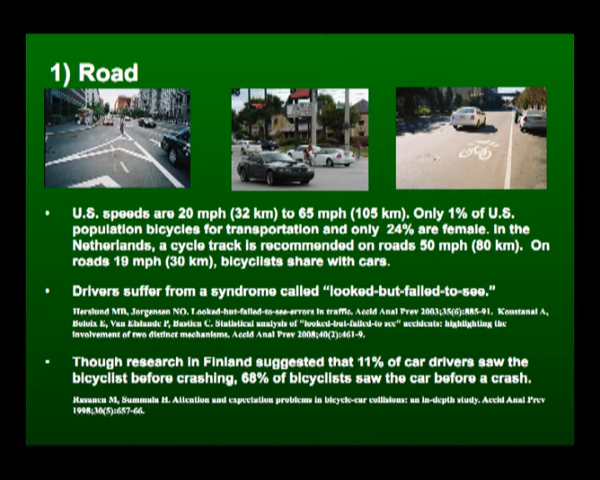 1) Road
• U.S. speeds are 20 mph (32 km) to 65 mph (105 km). Only 1% of U.S.
population bicycles for transportation and only 24% are female. In the
Netherlands, a cycle track is recommended on roads 50 mph (80 km). On
roads 19 mph (30 km), bicyclists share with cars.
• Drivers suffer from a syndrome called “looked-but-failed-to-see.”
Herslund MB, Jorgensen NO. Looked-but-failed-to-see-errors in traffic. Accid Anal Prev 2003;35(6):885-91. Koustanai A,
Boloix E, Van Elslande P, Bastien C. Statistical analysis of "looked-but-failed-to see" accidents: highlighting the
involvement of two distinct mechanisms. Accid Anal Prev 2008;40(2):461-9.
• Though research in Finland suggested that 11% of car drivers saw the
bicyclist before crashing, 68% of bicyclists saw the car before a crash.
Rasanen M, Summala H. Attention and expectation problems in bicycle-car collisions: an in-depth study. Accid Anal Prev
1998;30(5):657-66.